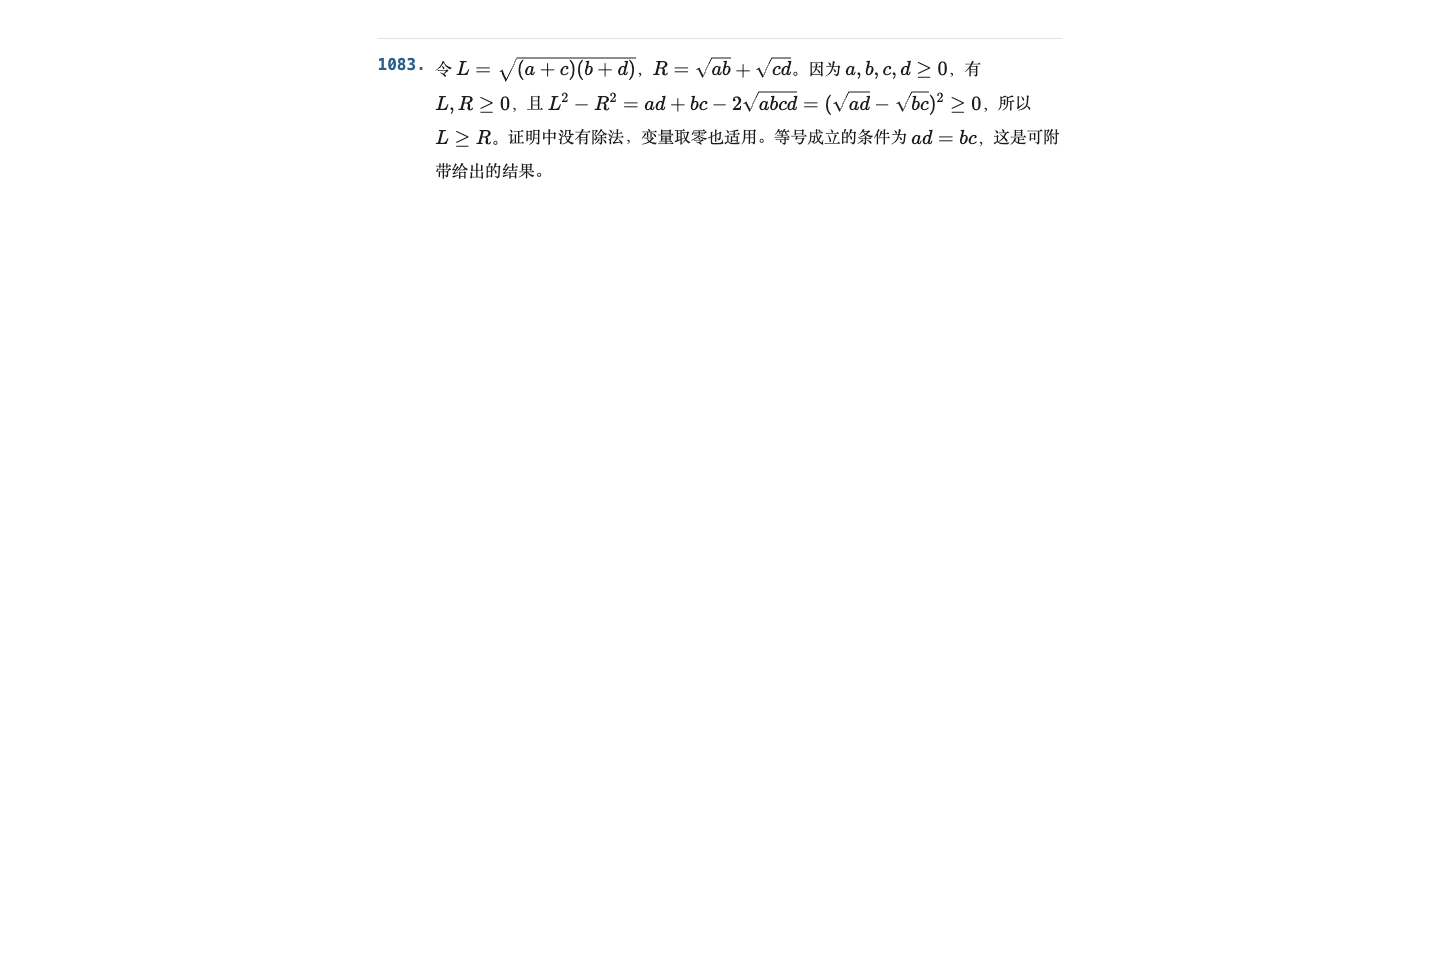 1083. 令 L = √(a + c)(b + d)，R = √ab + √cd。因为 a, b, c, d ≥ 0，有
L, R ≥ 0，且 L² − R² = ad + bc − 2√abcd = (√ad − √bc)² ≥ 0，所以
L ≥ R。证明中没有除法，变量取零也适用。等号成立的条件为 ad = bc，这是可附
带给出的结果。